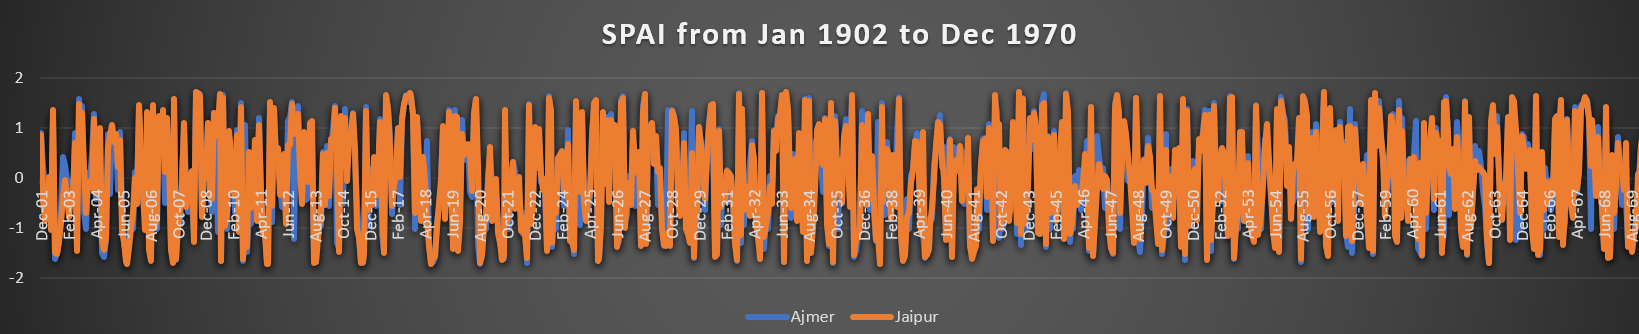 SPAI from Jan 1902 to Dec 1970
2
1
0
-1
-2
Dec-01
Feb-03
Apr-04
Jun-05
Aug-06
Oct-07
Dec-08
Feb-10
Apr-11
Jun-12
Aug-13
Oct-14
Dec-15
Feb-17
Apr-18
Jun-19
Aug-20
Oct-21
Dec-22
Feb-24
Apr-25
Jun-26
Aug-27
Oct-28
Dec-29
Feb-31
Apr-32
Jun-33
Aug-34
Oct-35
Dec-36
Feb-38
Apr-39
Jun-40
Aug-41
Oct-42
Dec-43
Feb-45
Apr-46
Jun-47
Aug-48
Oct-49
Dec-50
Feb-52
Apr-53
Jun-54
Aug-55
Oct-56
Dec-57
Feb-59
Apr-60
Jun-61
Aug-62
Oct-63
Dec-64
Feb-66
Apr-67
Jun-68
Aug-69
Ajmer Jaipur